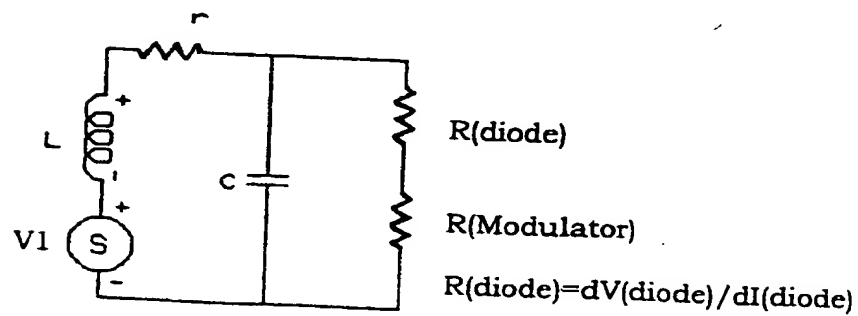 r
+
L
-
R(diode)
C
+
V1
S
-
R(Modulator)
R(diode)=dV(diode)/dI(diode)